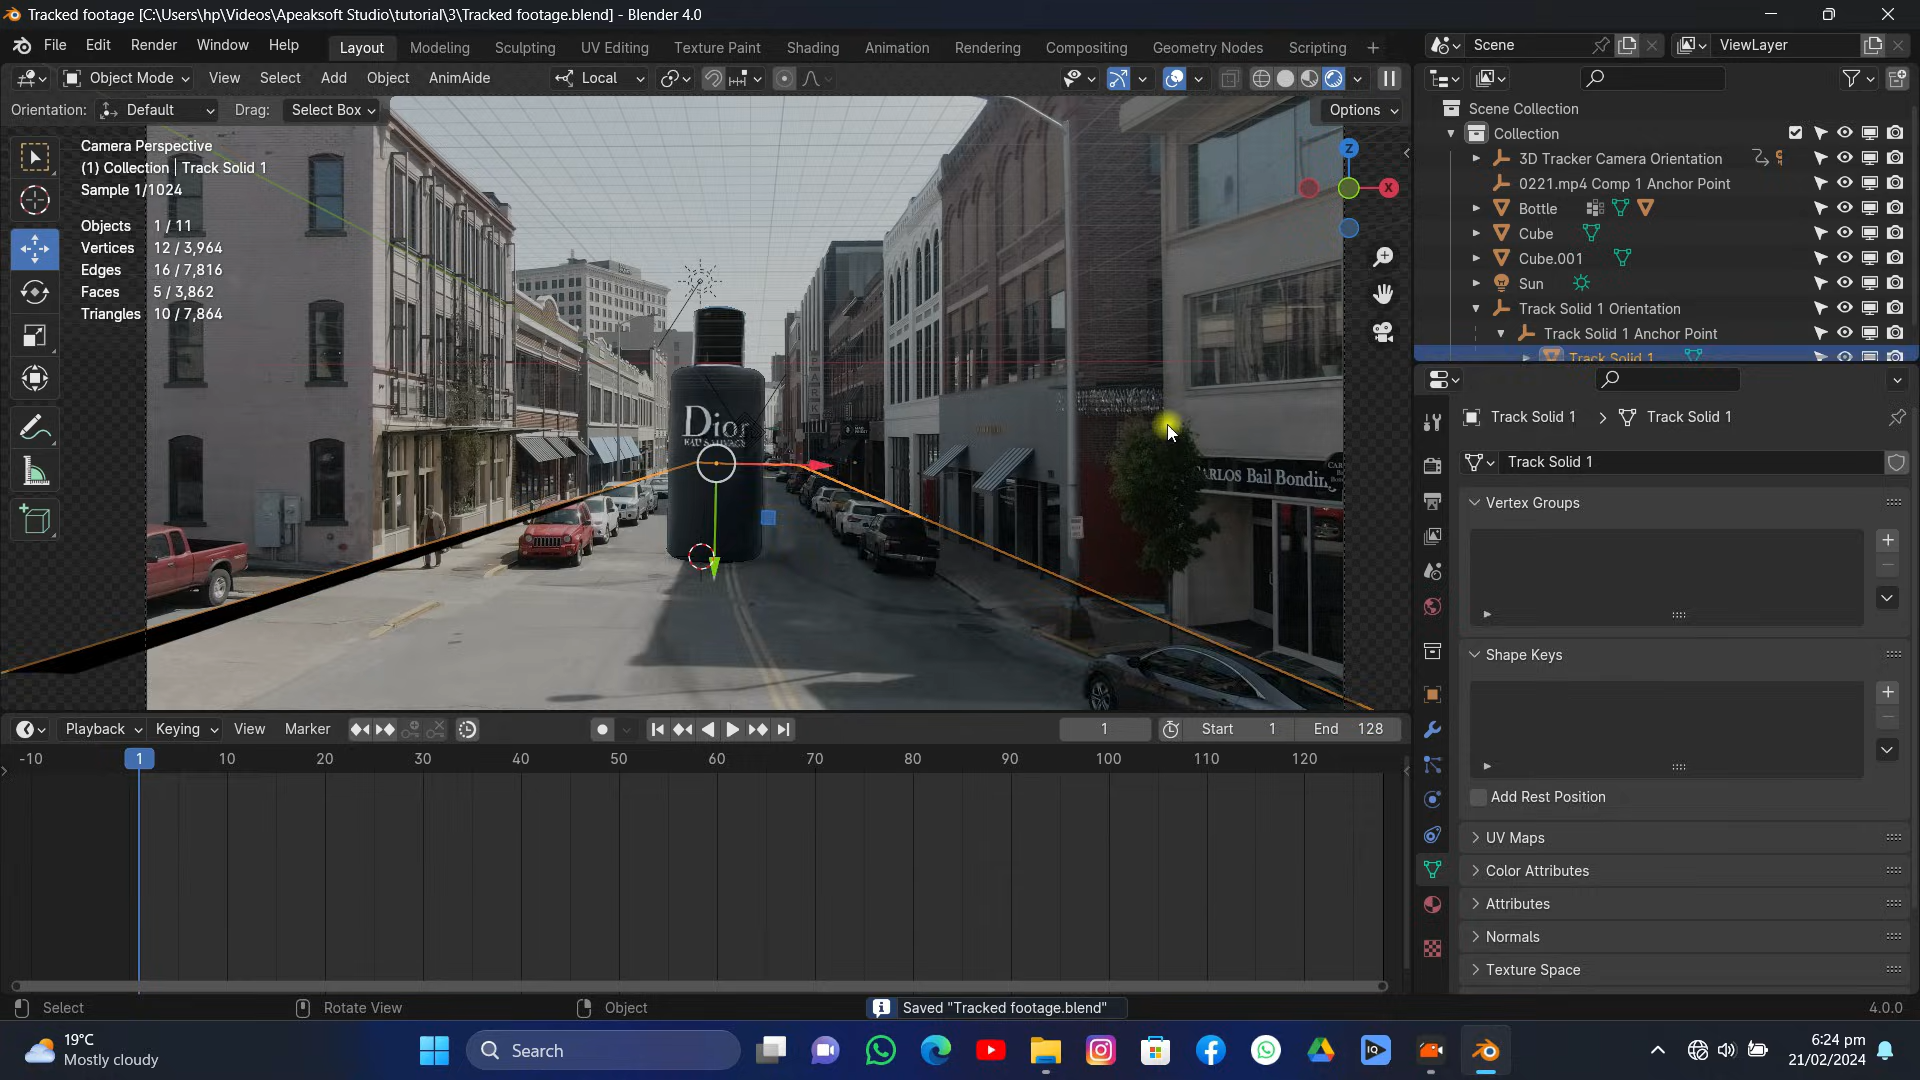 Tracked footage [C:\Users\hp\Videos\Apeaksoft Studio\tutorial\3\Tracked footage.blend] - Blender 4.0
File Edit Render Window Help Layout Modeling Sculpting UV Editing Texture Paint Shading Animation Rendering Compositing Geometry Nodes Scripting + Scene ViewLayer
Object Mode View Select Add Object AnimAide Local
Orientation: Default Drag: Select Box Options
Camera Perspective
(1) Collection | Track Solid 1
Sample 1/1024
Objects 1 / 11
Vertices 12 / 3,964
Edges 16 / 7,816
Faces 5 / 3,862
Triangles 10 / 7,864
Z
X
Dior
EAU SAUVAGE
CARLOS Bail Bonding
Scene Collection
Collection
3D Tracker Camera Orientation
0221.mp4 Comp 1 Anchor Point
Bottle
Cube
Cube.001
Sun
Track Solid 1 Orientation
Track Solid 1 Anchor Point
Track Solid 1
Track Solid 1 > Track Solid 1
Track Solid 1
Vertex Groups
Shape Keys
Add Rest Position
UV Maps
Color Attributes
Attributes
Normals
Texture Space
Playback Keying View Marker 1 Start 1 End 128
-10 1 10 20 30 40 50 60 70 80 90 100 110 120
Select Rotate View Object Saved "Tracked footage.blend" 4.0.0
19°C
Mostly cloudy
Search
IQ
6:24 pm
21/02/2024